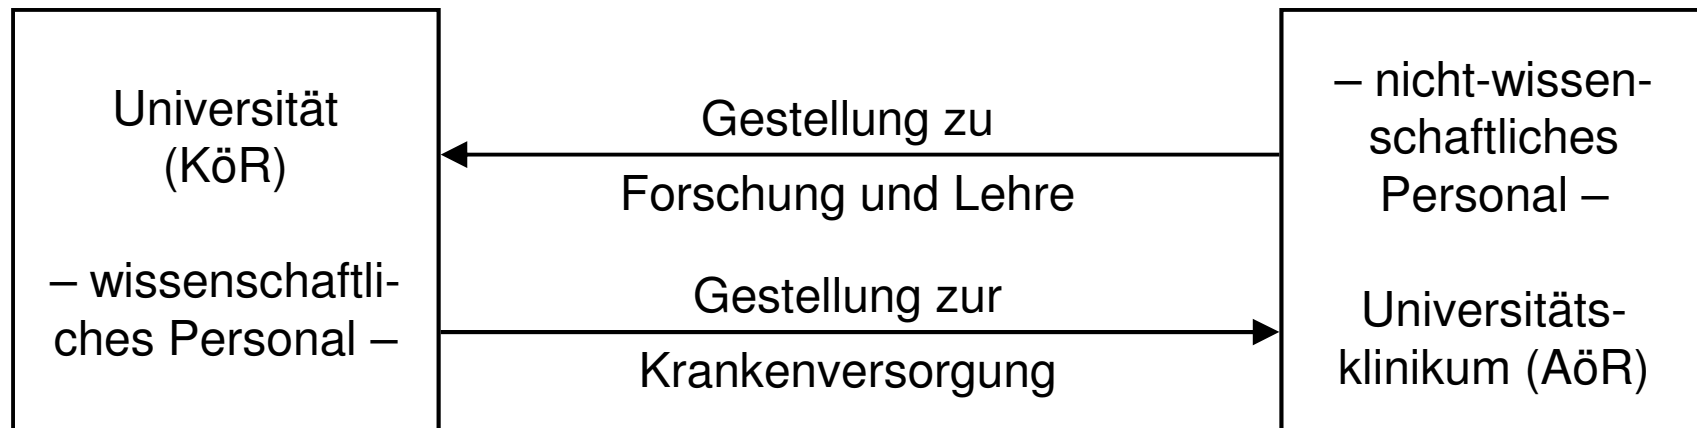 Universität
(KöR)
– wissenschaftli-
ches Personal –
Gestellung zu
Forschung und Lehre
Gestellung zur
Krankenversorgung
– nicht-wissen-
schaftliches
Personal –
Universitäts-
klinikum (AöR)